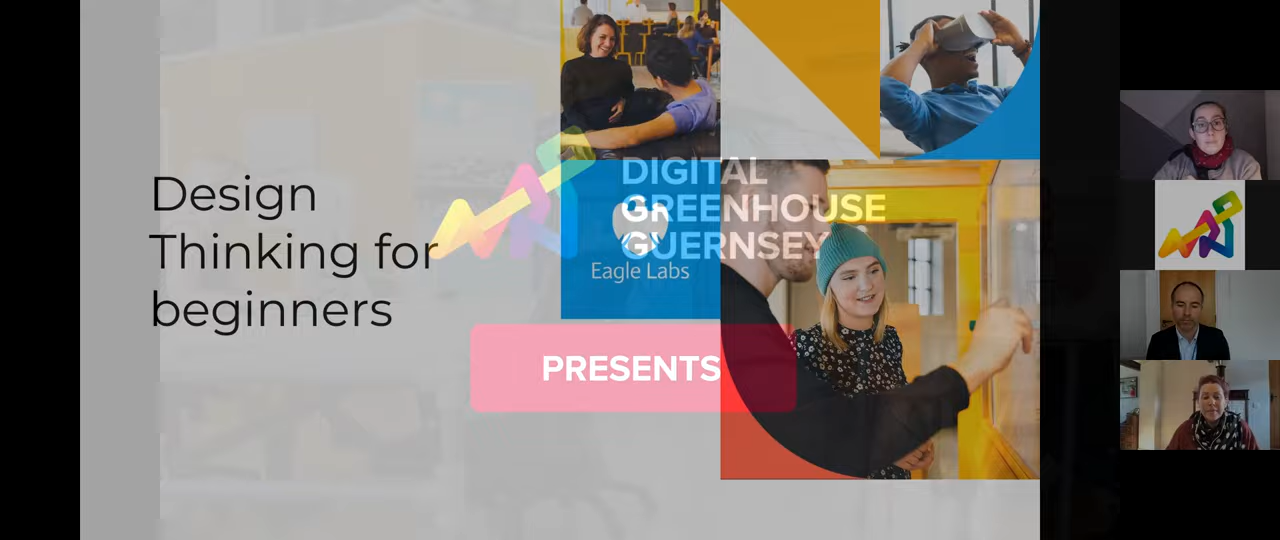 Design
Thinking for
beginners
DIGITAL
GREENHOUSE
GUERNSEY
Eagle Labs
PRESENTS